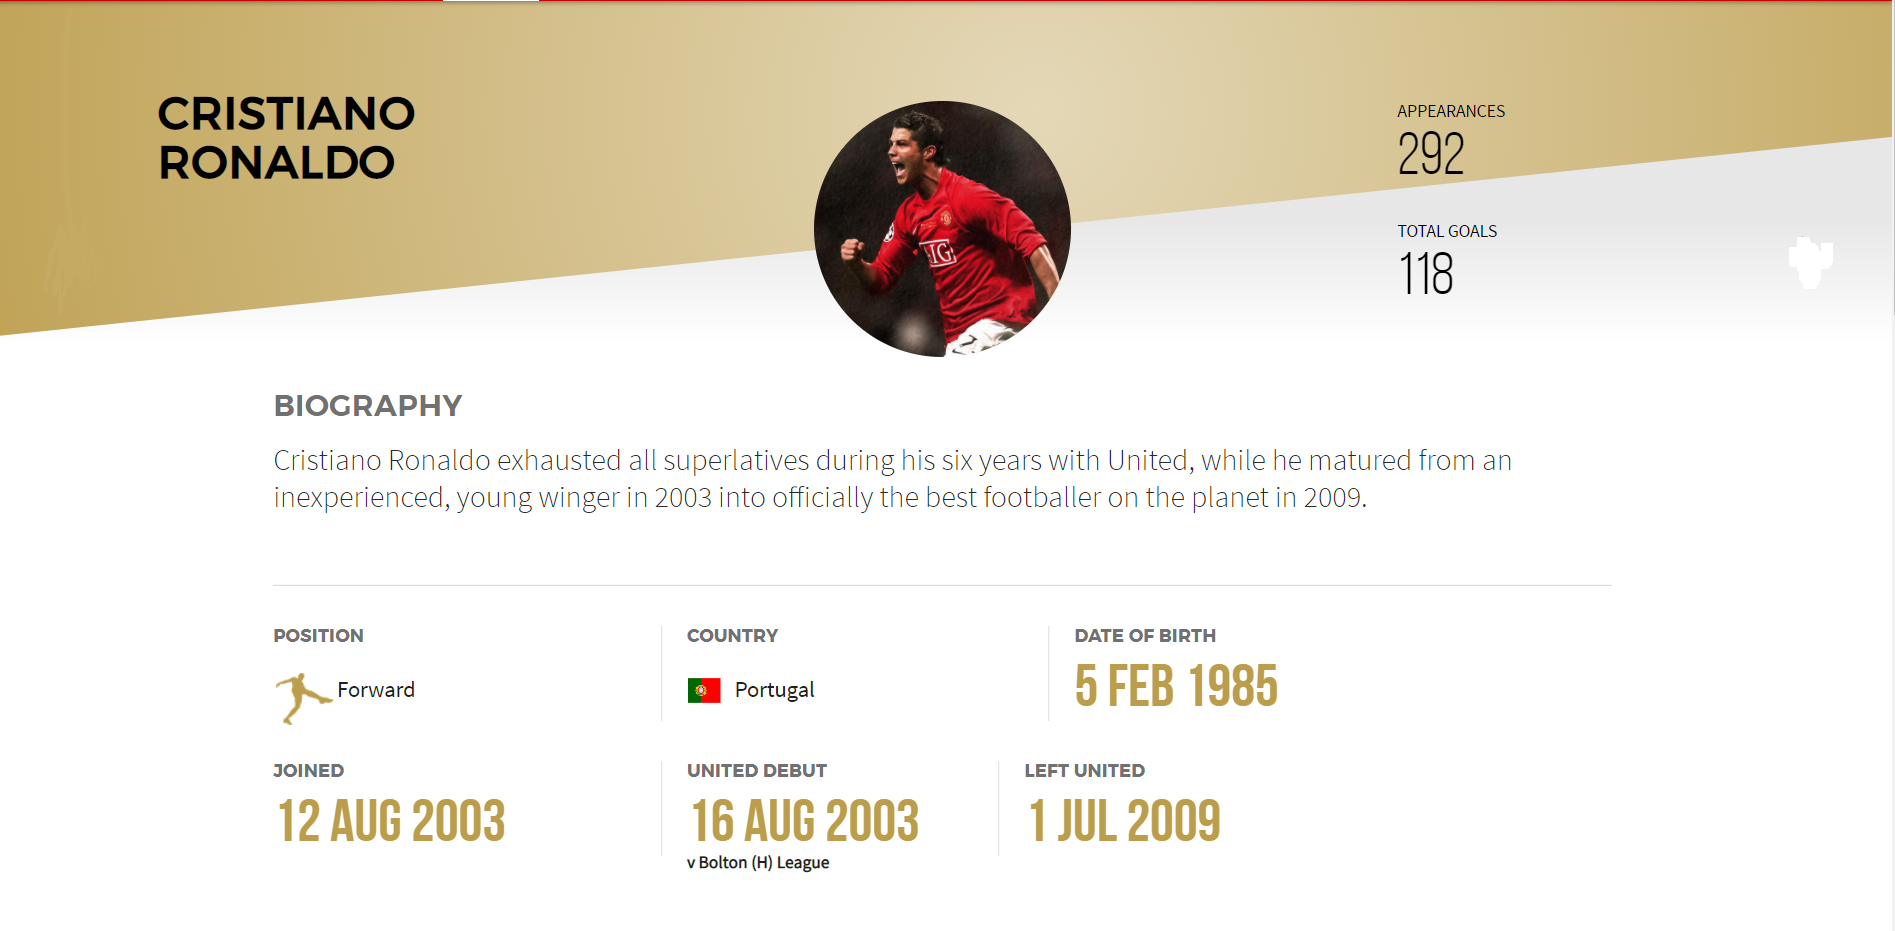 CRISTIANO
RONALDO
APPEARANCES
292
TOTAL GOALS
118
AIG
BIOGRAPHY
Cristiano Ronaldo exhausted all superlatives during his six years with United, while he matured from an
inexperienced, young winger in 2003 into officially the best footballer on the planet in 2009.
POSITION
Forward
COUNTRY
Portugal
DATE OF BIRTH
5 FEB 1985
JOINED
12 AUG 2003
UNITED DEBUT
16 AUG 2003
v Bolton (H) League
LEFT UNITED
1 JUL 2009